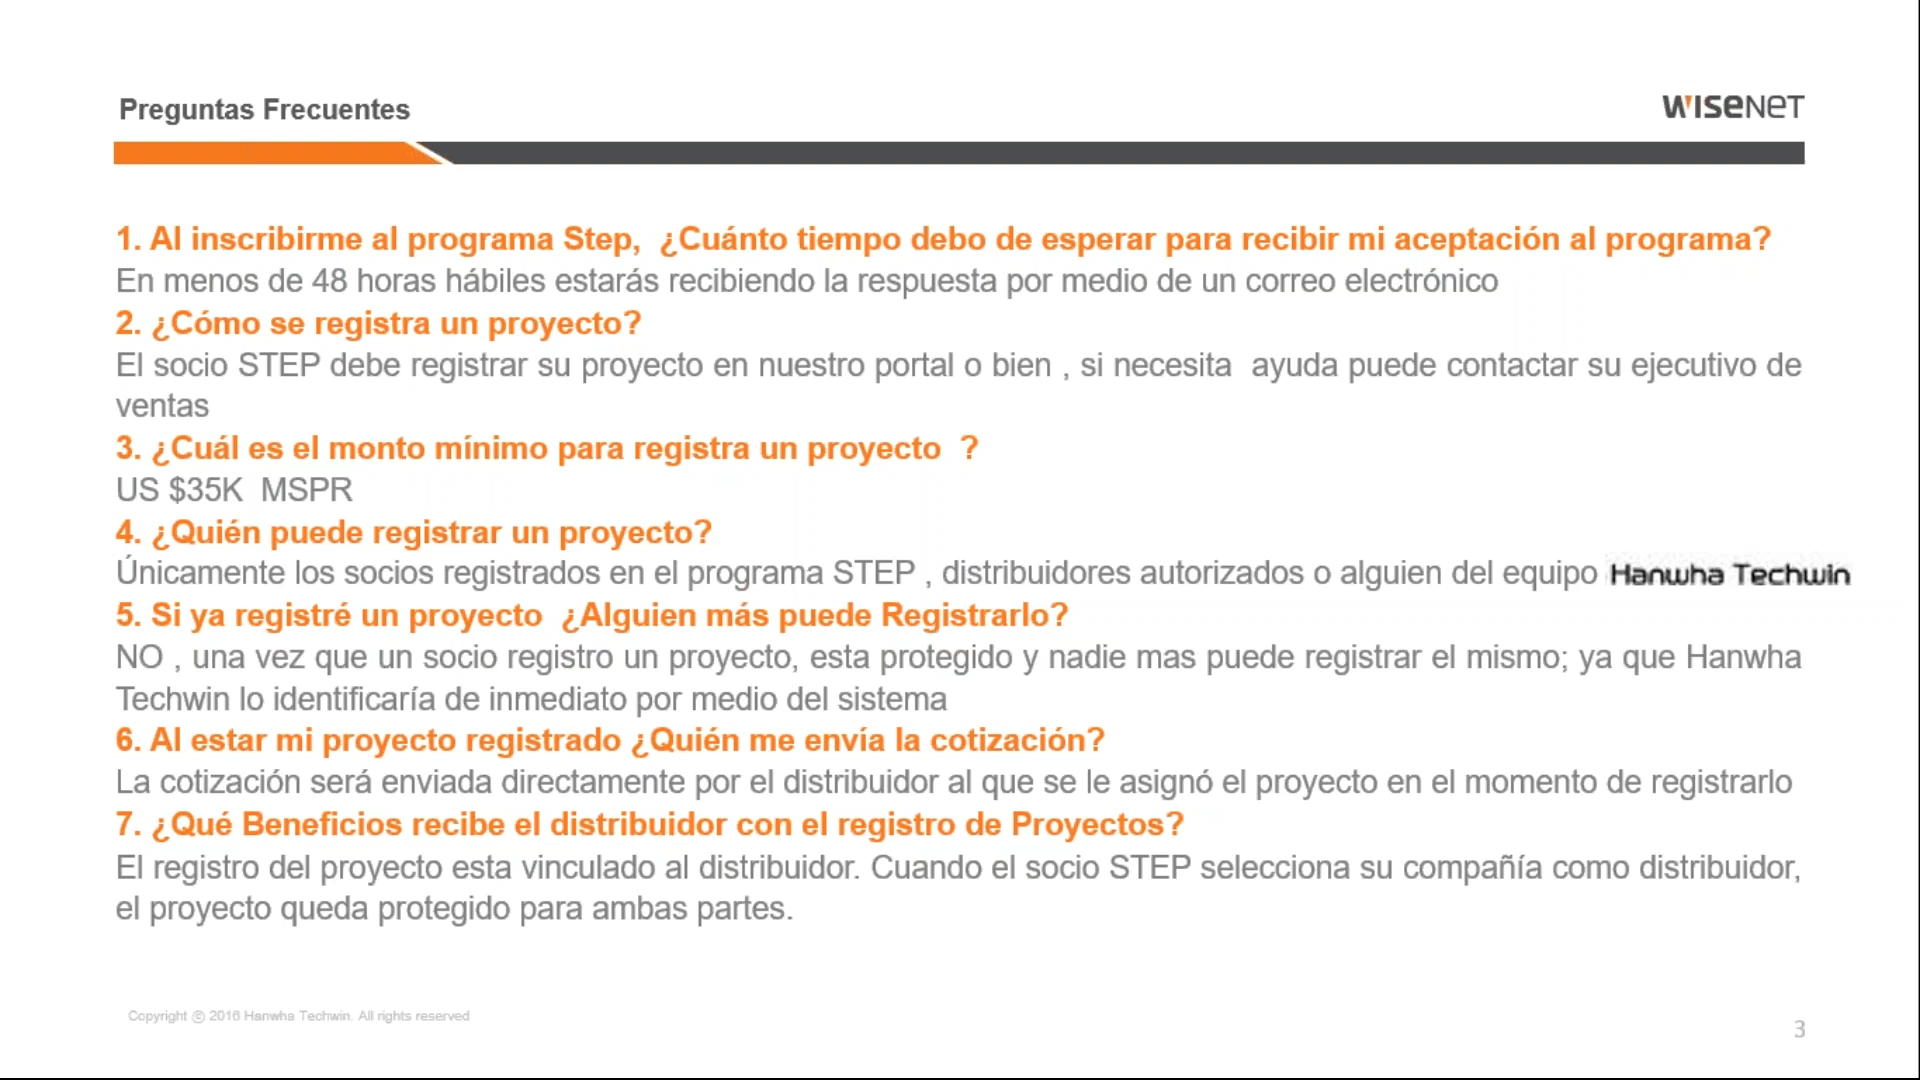 Preguntas Frecuentes
WISENET
1. Al inscribirme al programa Step, ¿Cuánto tiempo debo de esperar para recibir mi aceptación al programa?
En menos de 48 horas hábiles estarás recibiendo la respuesta por medio de un correo electrónico
2. ¿Cómo se registra un proyecto?
El socio STEP debe registrar su proyecto en nuestro portal o bien , si necesita ayuda puede contactar su ejecutivo de
ventas
3. ¿Cuál es el monto mínimo para registra un proyecto ?
US $35K MSPR
4. ¿Quién puede registrar un proyecto?
Únicamente los socios registrados en el programa STEP , distribuidores autorizados o alguien del equipo Hanwha Techwin
5. Si ya registré un proyecto ¿Alguien más puede Registrarlo?
NO , una vez que un socio registro un proyecto, esta protegido y nadie mas puede registrar el mismo; ya que Hanwha
Techwin lo identificaría de inmediato por medio del sistema
6. Al estar mi proyecto registrado ¿Quién me envía la cotización?
La cotización será enviada directamente por el distribuidor al que se le asignó el proyecto en el momento de registrarlo
7. ¿Qué Beneficios recibe el distribuidor con el registro de Proyectos?
El registro del proyecto esta vinculado al distribuidor. Cuando el socio STEP selecciona su compañía como distribuidor,
el proyecto queda protegido para ambas partes.
Copyright ⓒ 2016 Hanwha Techwin. All rights reserved
3